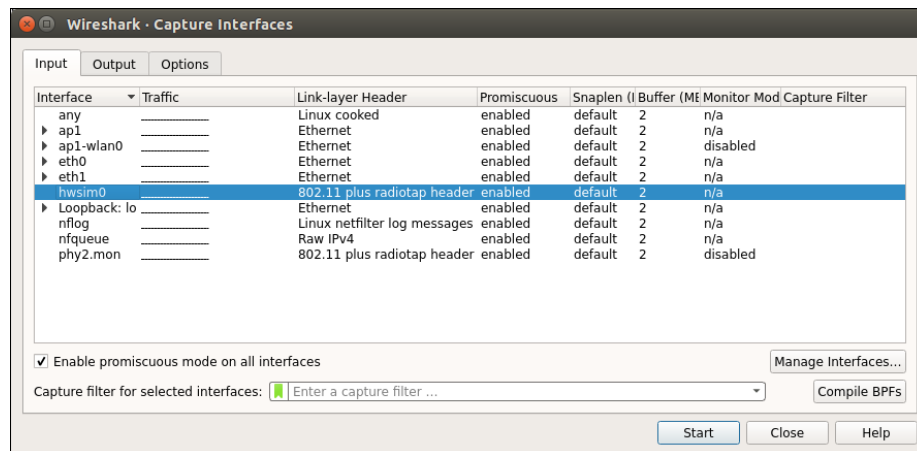 Wireshark · Capture Interfaces
Input Output Options
Interface Traffic Link-layer Header Promiscuous Snaplen (I Buffer (ME Monitor Mod Capture Filter
any Linux cooked enabled default 2 n/a
ap1 Ethernet enabled default 2 n/a
ap1-wlan0 Ethernet enabled default 2 disabled
eth0 Ethernet enabled default 2 n/a
eth1 Ethernet enabled default 2 n/a
hwsim0 802.11 plus radiotap header enabled default 2 n/a
Loopback: lo Ethernet enabled default 2 n/a
nflog Linux netfilter log messages enabled default 2 n/a
nfqueue Raw IPv4 enabled default 2 n/a
phy2.mon 802.11 plus radiotap header enabled default 2 disabled
Enable promiscuous mode on all interfaces Manage Interfaces...
Capture filter for selected interfaces: Enter a capture filter ... Compile BPFs
Start Close Help